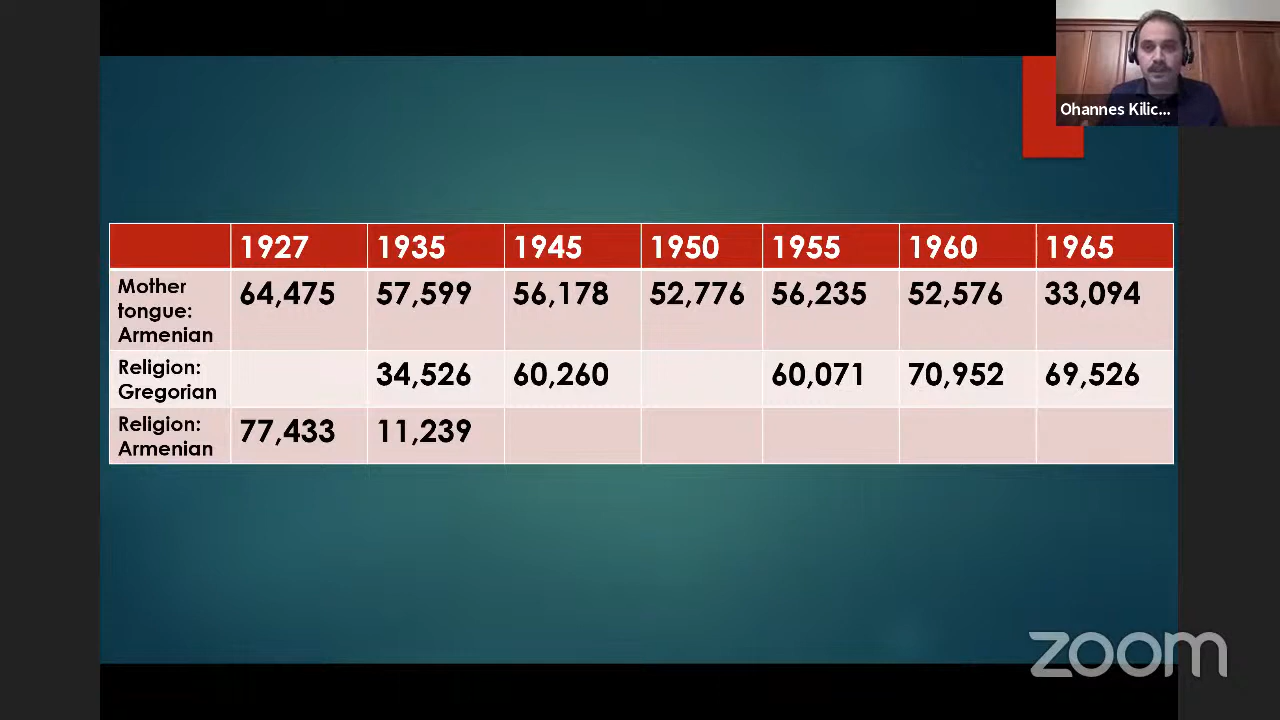 Ohannes Kilic...
1927 1935 1945 1950 1955 1960 1965
Mother tongue: Armenian 64,475 57,599 56,178 52,776 56,235 52,576 33,094
Religion: Gregorian 34,526 60,260 60,071 70,952 69,526
Religion: Armenian 77,433 11,239
zoom